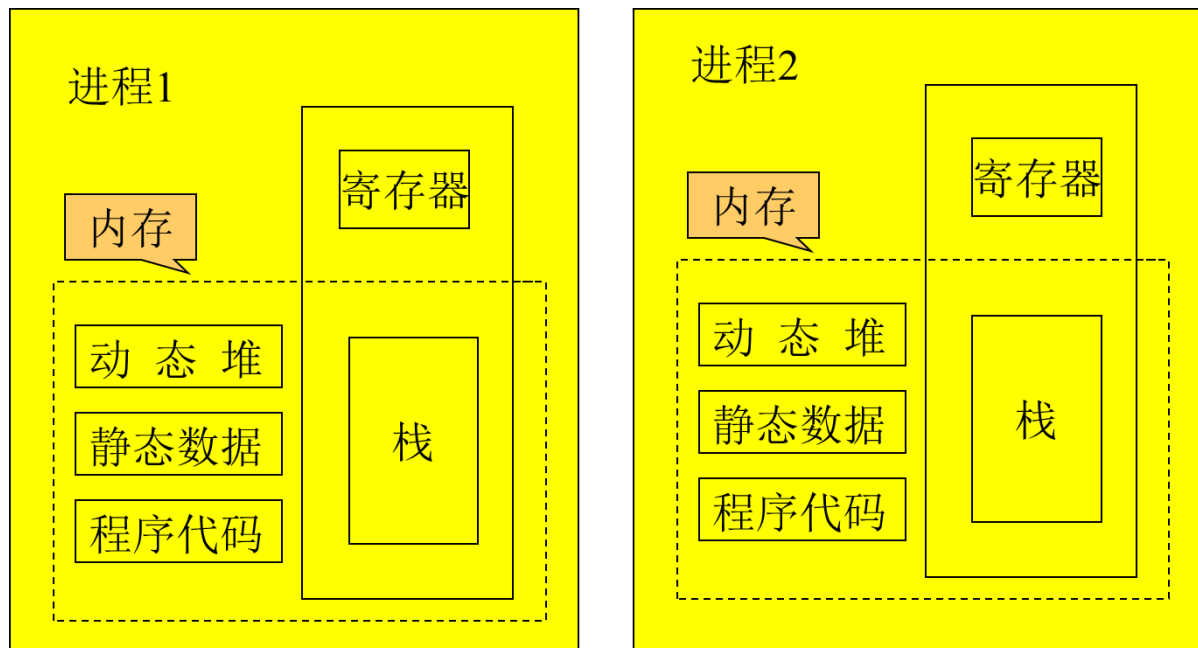 进程1
寄存器
内存
动 态 堆
静态数据
程序代码
栈
进程2
寄存器
内存
动 态 堆
静态数据
程序代码
栈